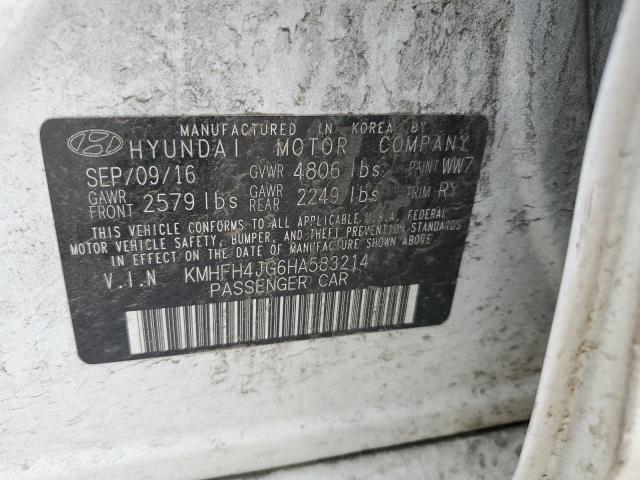 MANUFACTURED IN KOREA BY
HYUNDAI MOTOR COMPANY
SEP/09/16 GVWR 4806 lbs PAINT WW7
GAWR FRONT 2579 lbs GAWR REAR 2249 lbs TRIM RY
THIS VEHICLE CONFORMS TO ALL APPLICABLE U.S.A. FEDERAL
MOTOR VEHICLE SAFETY, BUMPER, AND THEFT PREVENTION STANDARDS
IN EFFECT ON THE DATE OF MANUFACTURE SHOWN ABOVE.
V.I.N KMHFH4JG6HA583214
PASSENGER CAR